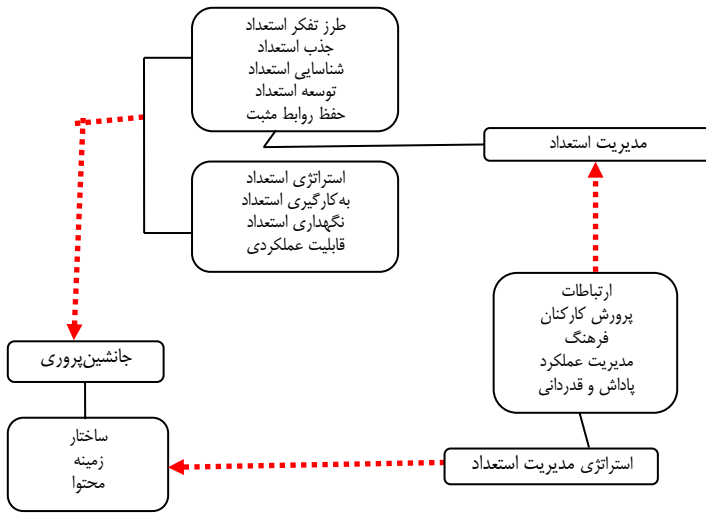 طرز تفکر استعداد
جذب استعداد
شناسایی استعداد
توسعه استعداد
حفظ روابط مثبت
مدیریت استعداد
استراتژی استعداد
به‌کارگیری استعداد
نگهداری استعداد
قابلیت عملکردی
ارتباطات
پرورش کارکنان
فرهنگ
مدیریت عملکرد
پاداش و قدردانی
جانشین‌پروری
ساختار
زمینه
محتوا
استراتژی مدیریت استعداد